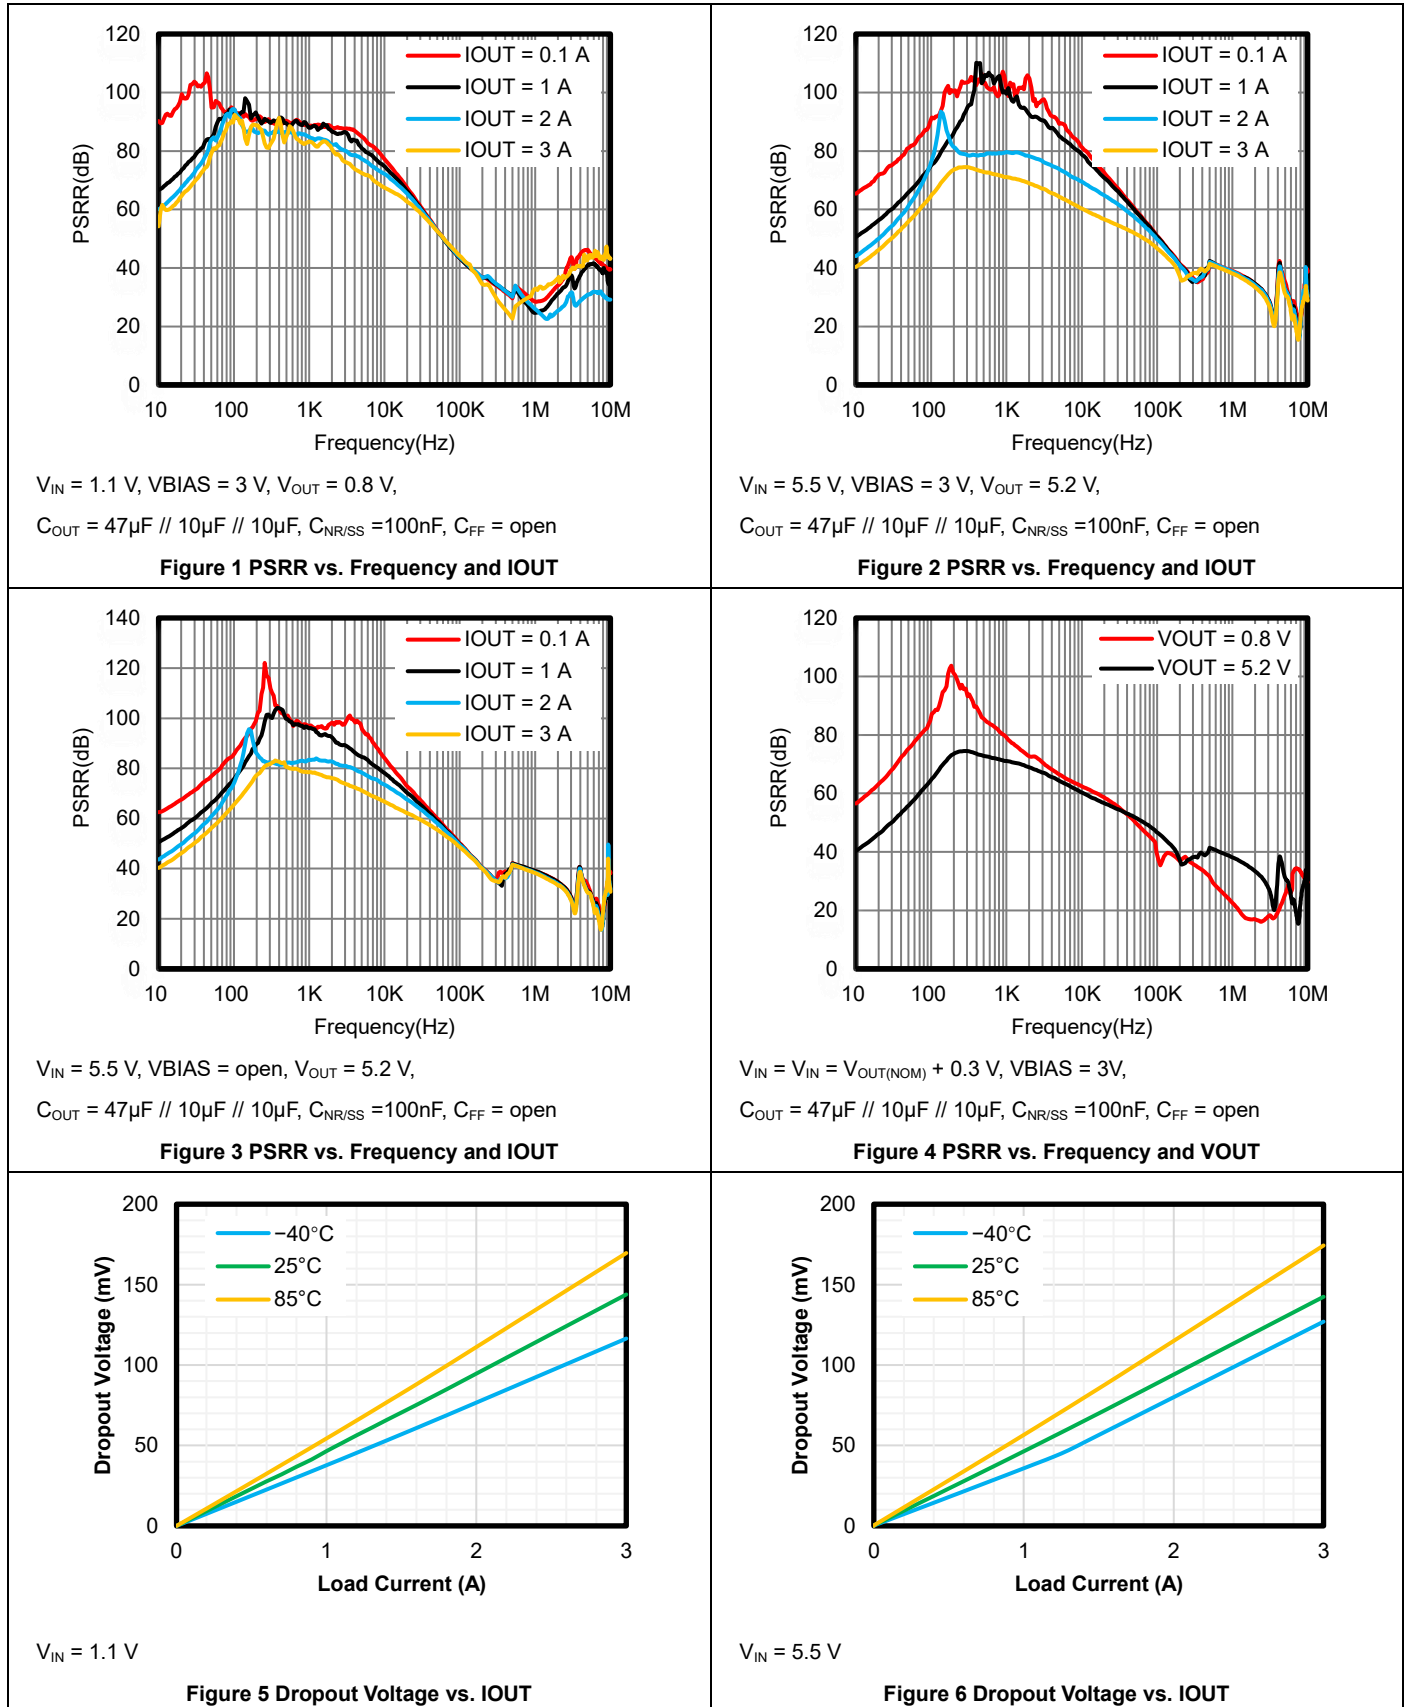 120
100
80
60
40
20
0
PSRR(dB)
IOUT = 0.1 A
IOUT = 1 A
IOUT = 2 A
IOUT = 3 A
10 100 1K 10K 100K 1M 10M
Frequency(Hz)
VIN = 1.1 V, VBIAS = 3 V, VOUT = 0.8 V,
COUT = 47µF // 10µF // 10µF, CNR/SS =100nF, CFF = open
Figure 1 PSRR vs. Frequency and IOUT
120
100
80
60
40
20
0
PSRR(dB)
IOUT = 0.1 A
IOUT = 1 A
IOUT = 2 A
IOUT = 3 A
10 100 1K 10K 100K 1M 10M
Frequency(Hz)
VIN = 5.5 V, VBIAS = 3 V, VOUT = 5.2 V,
COUT = 47µF // 10µF // 10µF, CNR/SS =100nF, CFF = open
Figure 2 PSRR vs. Frequency and IOUT
140
120
100
80
60
40
20
0
PSRR(dB)
IOUT = 0.1 A
IOUT = 1 A
IOUT = 2 A
IOUT = 3 A
10 100 1K 10K 100K 1M 10M
Frequency(Hz)
VIN = 5.5 V, VBIAS = open, VOUT = 5.2 V,
COUT = 47µF // 10µF // 10µF, CNR/SS =100nF, CFF = open
Figure 3 PSRR vs. Frequency and IOUT
120
100
80
60
40
20
0
PSRR(dB)
VOUT = 0.8 V
VOUT = 5.2 V
10 100 1K 10K 100K 1M 10M
Frequency(Hz)
VIN = VIN = VOUT(NOM) + 0.3 V, VBIAS = 3V,
COUT = 47µF // 10µF // 10µF, CNR/SS =100nF, CFF = open
Figure 4 PSRR vs. Frequency and VOUT
200
150
100
50
0
Dropout Voltage (mV)
−40°C
25°C
85°C
0 1 2 3
Load Current (A)
VIN = 1.1 V
Figure 5 Dropout Voltage vs. IOUT
200
150
100
50
0
Dropout Voltage (mV)
−40°C
25°C
85°C
0 1 2 3
Load Current (A)
VIN = 5.5 V
Figure 6 Dropout Voltage vs. IOUT